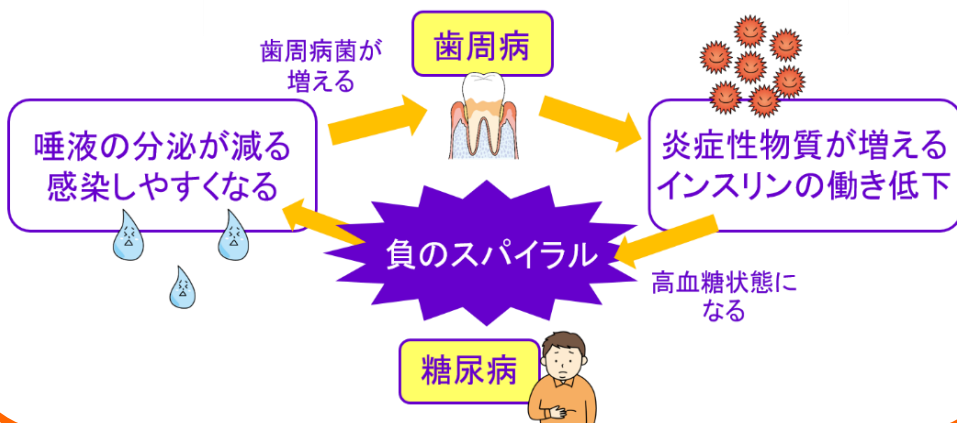 歯周病
歯周病菌が
増える
唾液の分泌が減る
感染しやすくなる
炎症性物質が増える
インスリンの働き低下
負のスパイラル
高血糖状態に
なる
糖尿病